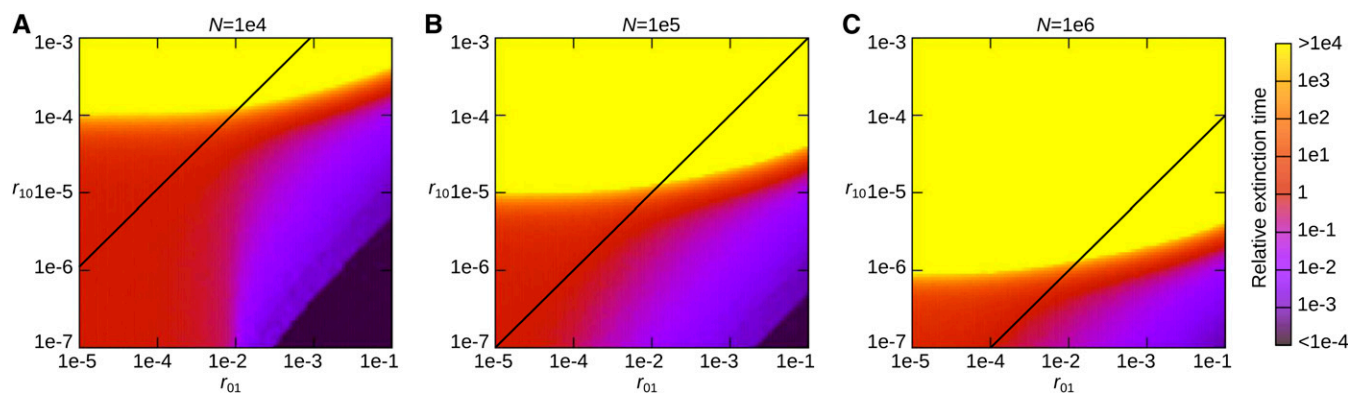 A
N=1e4
1e-3
1e-4
r₁₀ 1e-5
1e-6
1e-7
1e-5
1e-4
1e-2
1e-3
1e-1
r₀₁
B
N=1e5
1e-3
1e-4
r₁₀ 1e-5
1e-6
1e-7
1e-5
1e-4
1e-2
1e-3
1e-1
r₀₁
C
N=1e6
1e-3
1e-4
r₁₀ 1e-5
1e-6
1e-7
1e-5
1e-4
1e-2
1e-3
1e-1
r₀₁
Relative extinction time
>1e4
1e3
1e2
1e1
1
1e-1
1e-2
1e-3
<1e-4